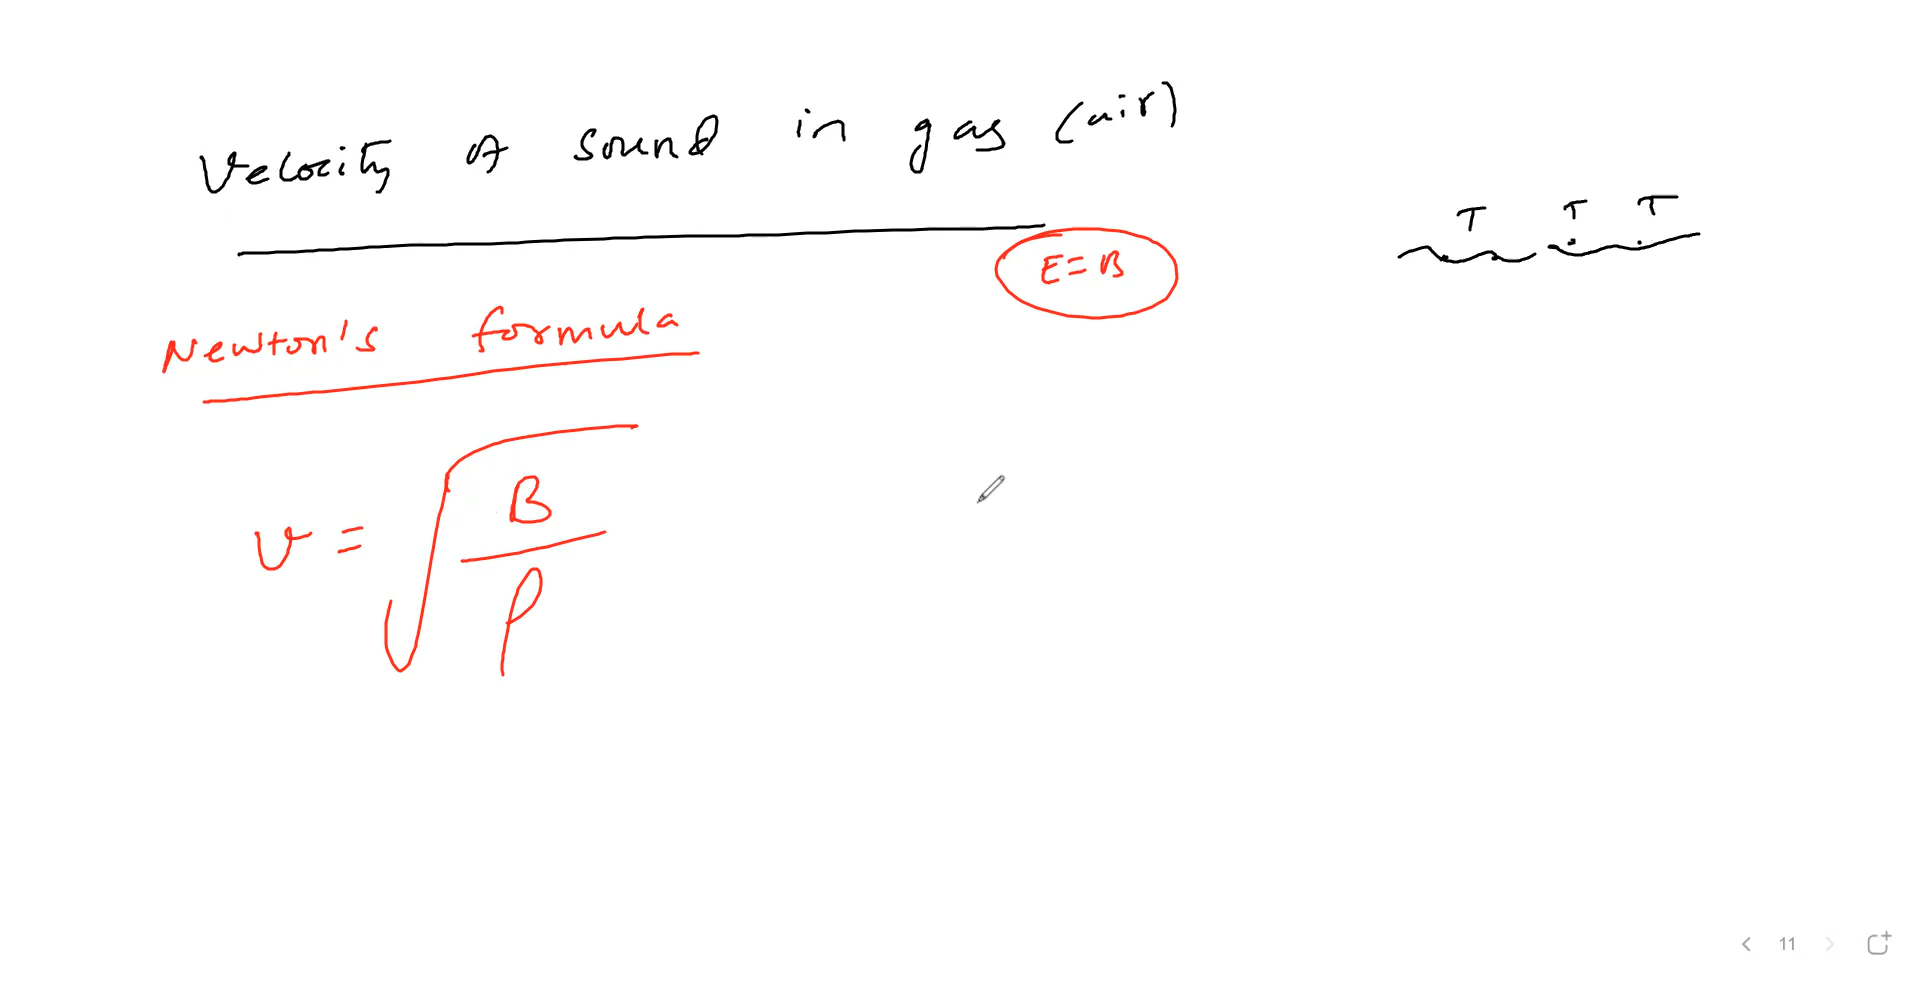 Velocity of sound in gas (air)
T T T
E = B
Newton's formula
v = √(B/ρ)
11